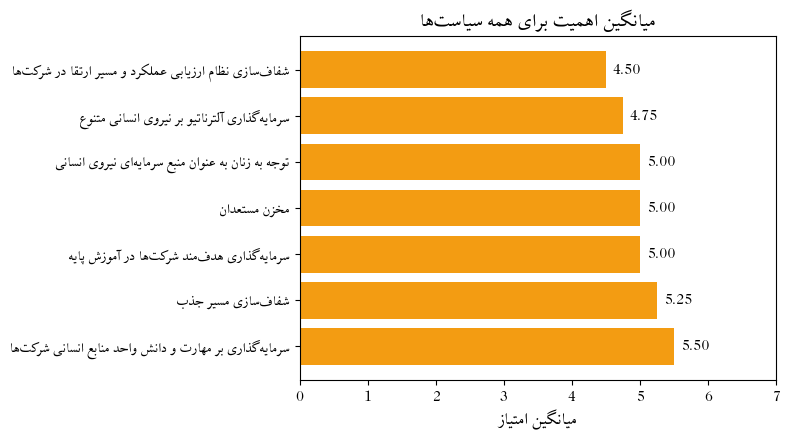 میانگین اهمیت برای همه سیاست‌ها
شفاف‌سازی نظام ارزیابی عملکرد و مسیر ارتقا در شرکت‌ها
4.50
سرمایه‌گذاری آلترناتیو بر نیروی انسانی متنوع
4.75
توجه به زنان به عنوان منبع سرمایه‌ای نیروی انسانی
5.00
مخزن مستعدان
5.00
سرمایه‌گذاری هدف‌مند شرکت‌ها در آموزش پایه
5.00
شفاف‌سازی مسیر جذب
5.25
سرمایه‌گذاری بر مهارت و دانش واحد منابع انسانی شرکت‌ها
5.50
0 1 2 3 4 5 6 7
میانگین امتیاز